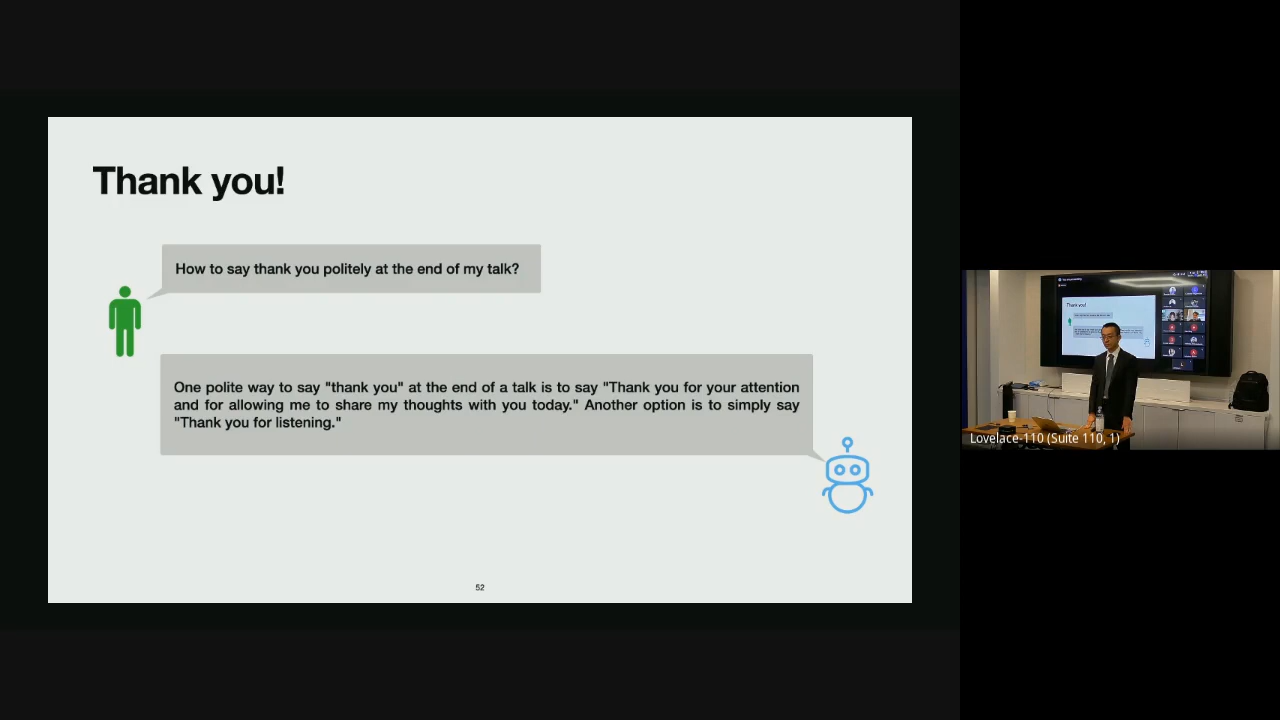 Thank you!
How to say thank you politely at the end of my talk?
One polite way to say "thank you" at the end of a talk is to say "Thank you for your attention
and for allowing me to share my thoughts with you today." Another option is to simply say
"Thank you for listening."
52
Thank you!
Lovelace-110 (Suite 110, 1)